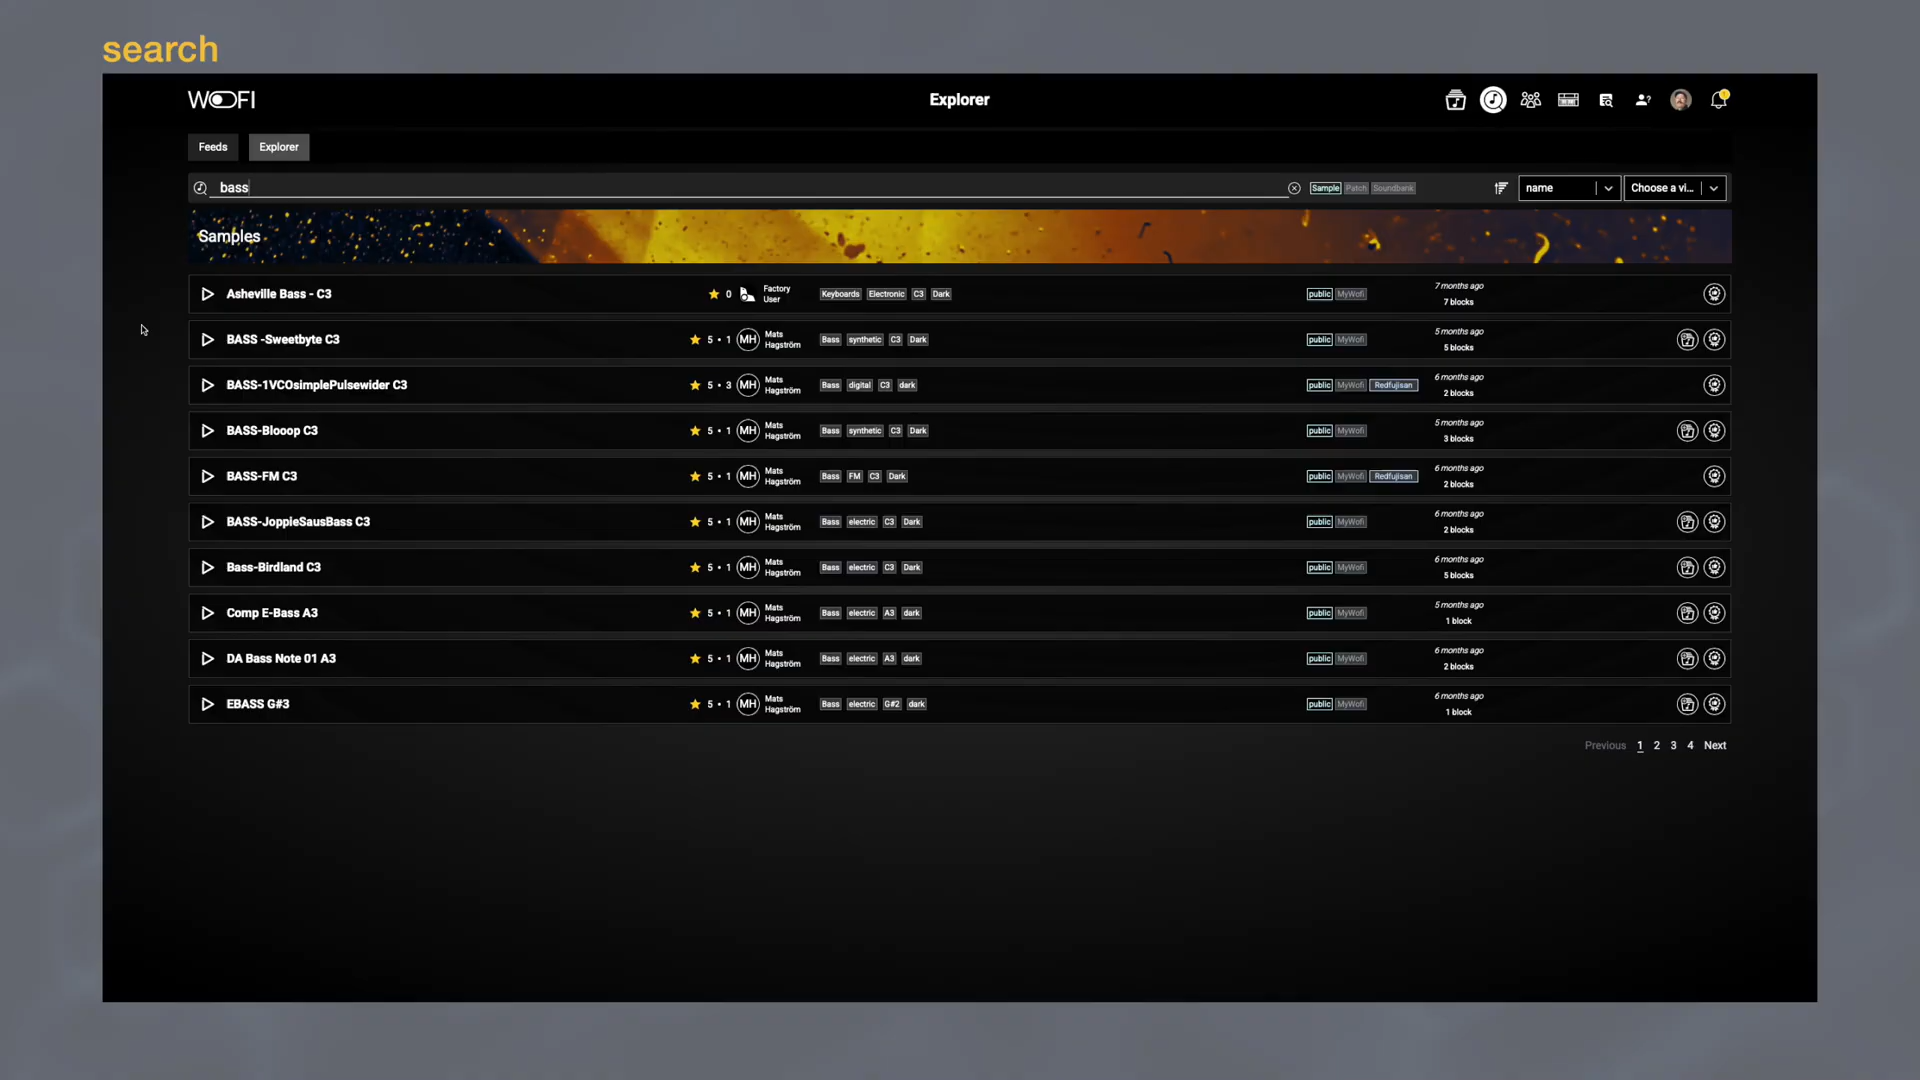 search
WOFI
Explorer
Feeds
Explorer
bass
Sample Patch Soundbank
name
Choose a vi...
Samples
Asheville Bass - C3
0
Factory
User
Keyboards Electronic C3 Dark
public MyWofi
7 months ago
7 blocks
BASS -Sweetbyte C3
5 • 1 MH
Mats
Hagström
Bass synthetic C3 Dark
public MyWofi
5 months ago
5 blocks
BASS-1VCOsimplePulsewider C3
5 • 3 MH
Mats
Hagström
Bass digital C3 dark
public MyWofi Redfujisan
6 months ago
2 blocks
BASS-Blooop C3
5 • 1 MH
Mats
Hagström
Bass synthetic C3 Dark
public MyWofi
5 months ago
3 blocks
BASS-FM C3
5 • 1 MH
Mats
Hagström
Bass FM C3 Dark
public MyWofi Redfujisan
6 months ago
2 blocks
BASS-JoppieSausBass C3
5 • 1 MH
Mats
Hagström
Bass electric C3 Dark
public MyWofi
6 months ago
2 blocks
Bass-Birdland C3
5 • 1 MH
Mats
Hagström
Bass electric C3 Dark
public MyWofi
6 months ago
5 blocks
Comp E-Bass A3
5 • 1 MH
Mats
Hagström
Bass electric A3 dark
public MyWofi
5 months ago
1 block
DA Bass Note 01 A3
5 • 1 MH
Mats
Hagström
Bass electric A3 dark
public MyWofi
6 months ago
2 blocks
EBASS G#3
5 • 1 MH
Mats
Hagström
Bass electric G#2 dark
public MyWofi
6 months ago
1 block
Previous 1 2 3 4 Next